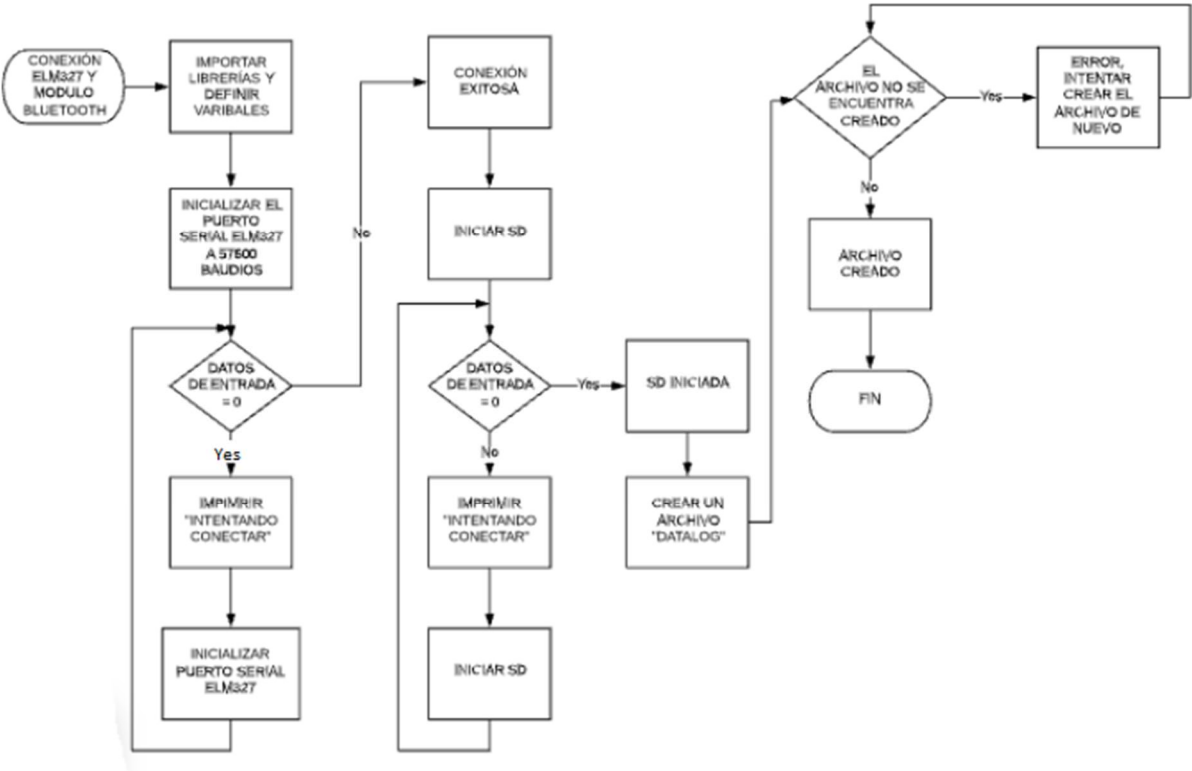 CONEXIÓN
ELM327 Y
MODULO
BLUETOOTH
IMPORTAR
LIBRERÍAS Y
DEFINIR
VARIBALES
INICIALIZAR EL
PUERTO
SERIAL ELM327
A 57600
BAUDIOS
DATOS
DE ENTRADA
= 0
Yes
IMPIMRIR
"INTENTANDO
CONECTAR"
INICIALIZAR
PUERTO SERIAL
ELM327
No
CONEXIÓN
EXITOSA
INICIAR SD
DATOS
DE ENTRADA
= 0
No
IMPRIMIR
"INTENTANDO
CONECTAR"
INICIAR SD
Yes
SD INICIADA
CREAR UN
ARCHIVO
"DATALOG"
EL
ARCHIVO NO SE
ENCUENTRA
CREADO
Yes
ERROR,
INTENTAR
CREAR EL
ARCHIVO DE
NUEVO
No
ARCHIVO
CREADO
FIN